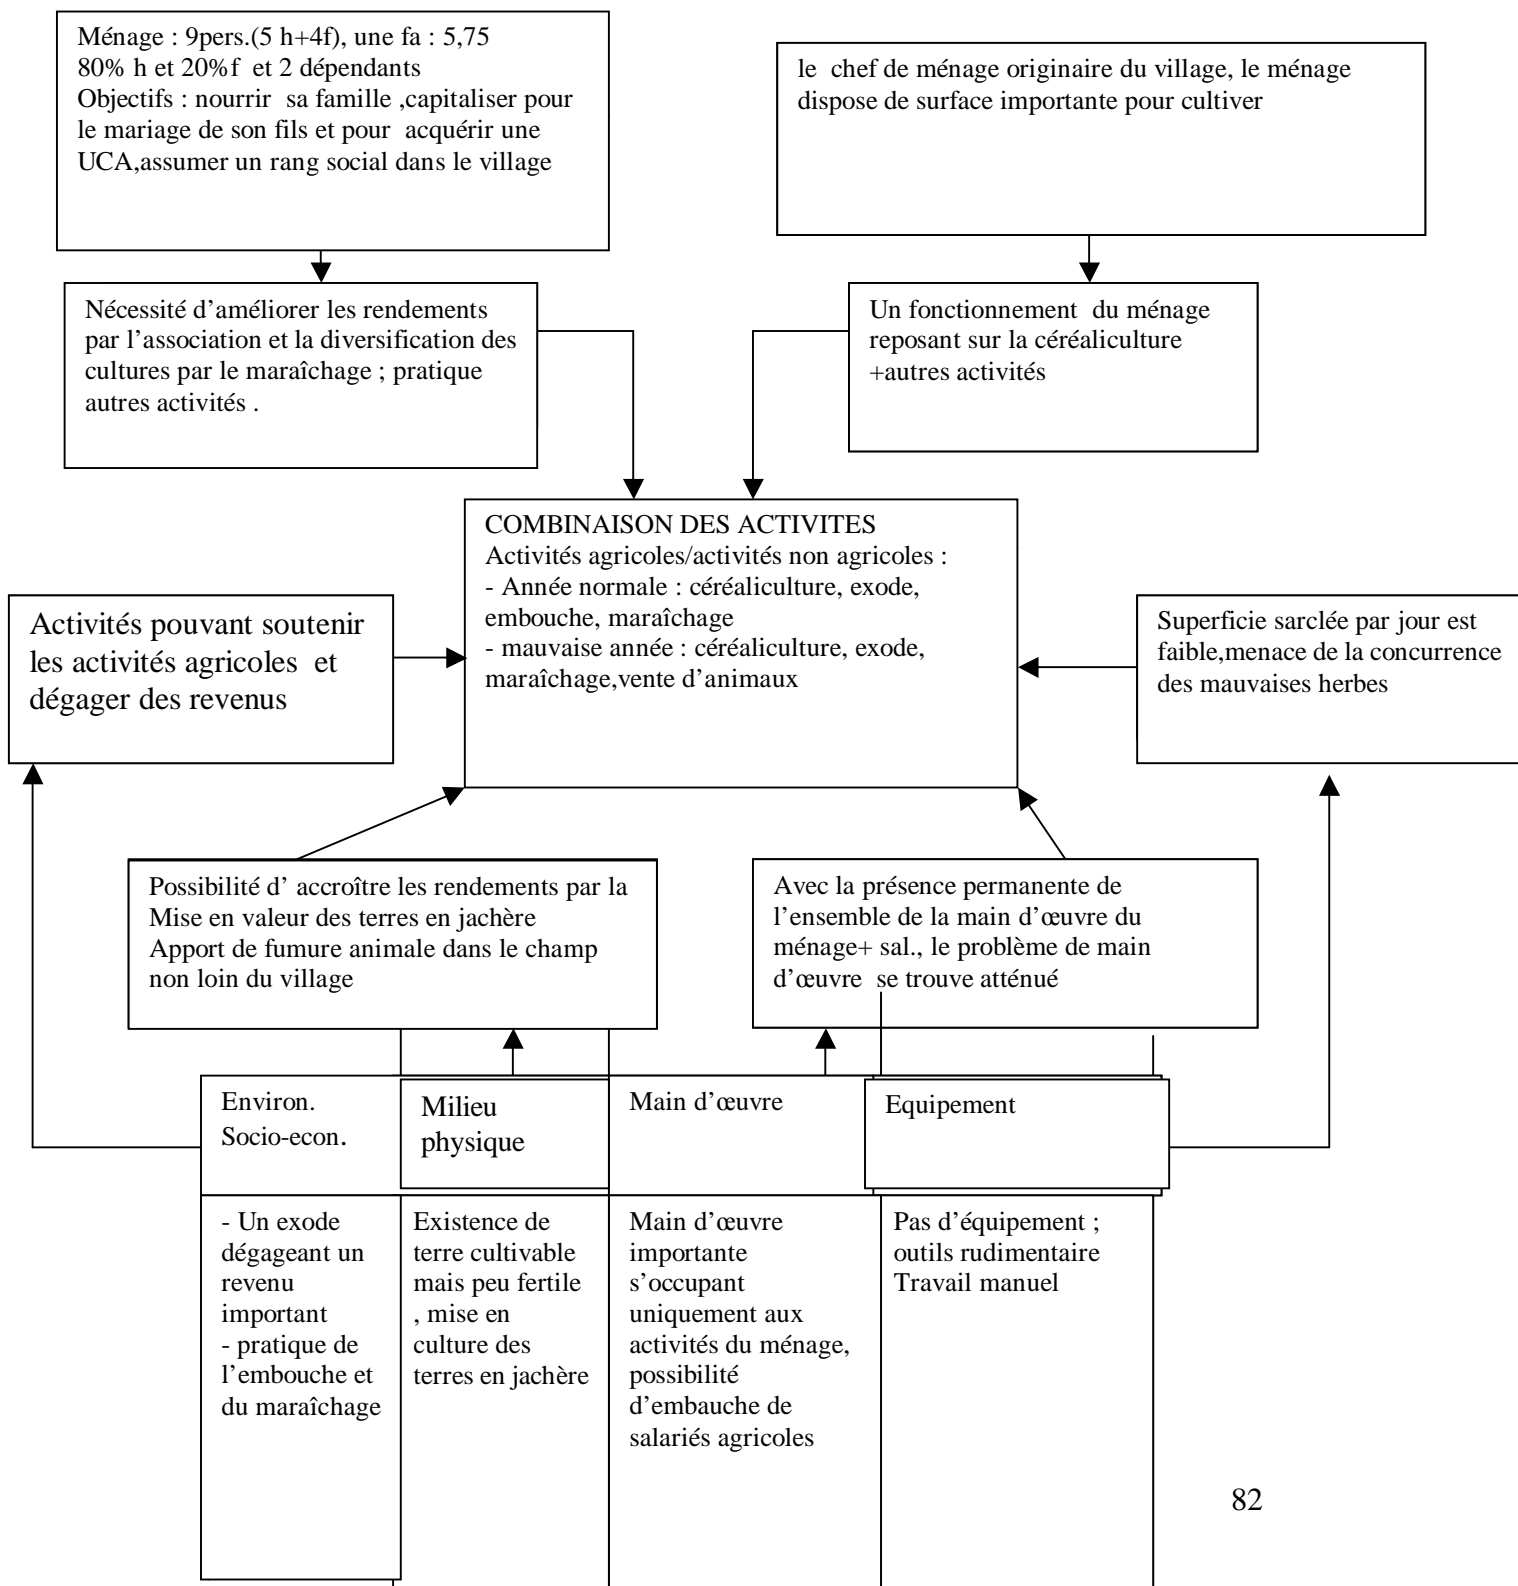 Ménage : 9pers.(5 h+4f), une fa : 5,75
80% h et 20%f et 2 dépendants
Objectifs : nourrir sa famille ,capitaliser pour
le mariage de son fils et pour acquérir une
UCA,assumer un rang social dans le village
le chef de ménage originaire du village, le ménage
dispose de surface importante pour cultiver
Nécessité d’améliorer les rendements
par l’association et la diversification des
cultures par le maraîchage ; pratique
autres activités .
Un fonctionnement du ménage
reposant sur la céréaliculture
+autres activités
COMBINAISON DES ACTIVITES
Activités agricoles/activités non agricoles :
- Année normale : céréaliculture, exode,
embouche, maraîchage
- mauvaise année : céréaliculture, exode,
maraîchage,vente d’animaux
Activités pouvant soutenir
les activités agricoles et
dégager des revenus
Superficie sarclée par jour est
faible,menace de la concurrence
des mauvaises herbes
Possibilité d’ accroître les rendements par la
Mise en valeur des terres en jachère
Apport de fumure animale dans le champ
non loin du village
Avec la présence permanente de
l’ensemble de la main d’œuvre du
ménage+ sal., le problème de main
d’œuvre se trouve atténué
Environ.
Socio-econ.
Milieu
physique
Main d’œuvre
Equipement
- Un exode
dégageant un
revenu
important
- pratique de
l’embouche et
du maraîchage
Existence de
terre cultivable
mais peu fertile
, mise en
culture des
terres en jachère
Main d’œuvre
importante
s’occupant
uniquement aux
activités du ménage,
possibilité
d’embauche de
salariés agricoles
Pas d’équipement ;
outils rudimentaire
Travail manuel
82